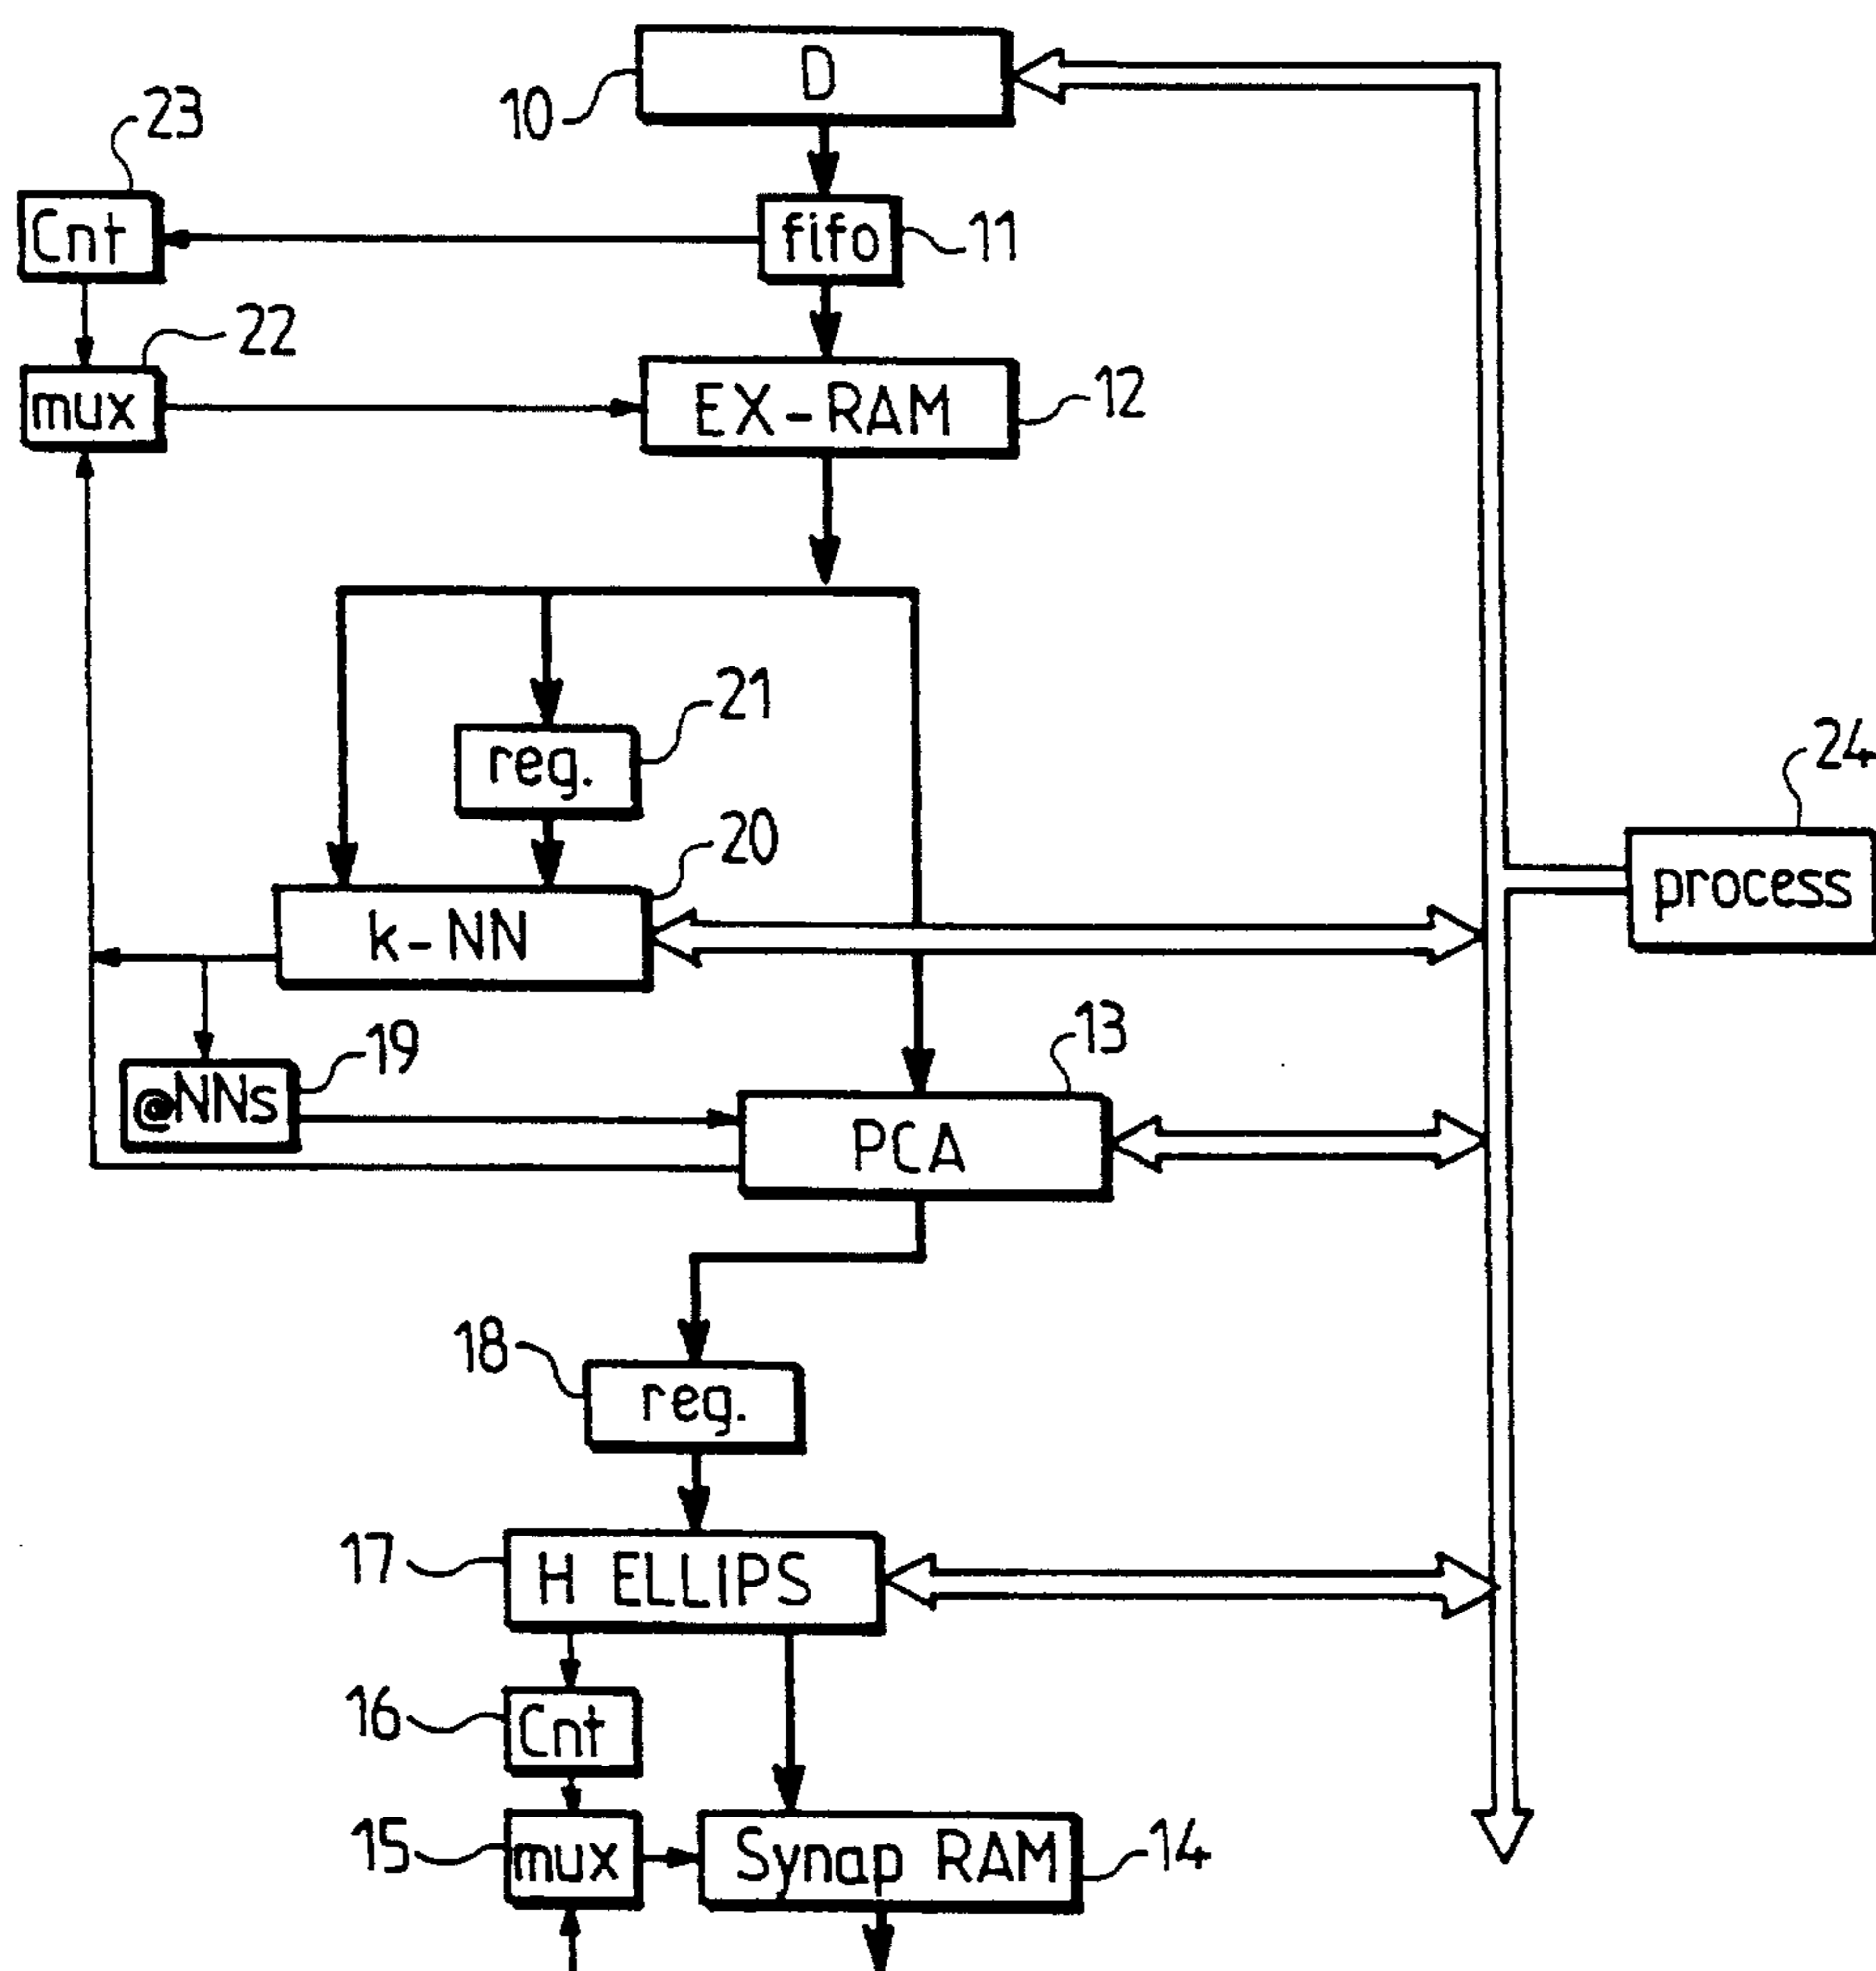 D
10
23
Cnt
fifo
11
22
mux
EX-RAM
12
21
reg.
20
24
process
k-NN
19
@NNs
13
PCA
18
reg.
17
H ELLIPS
16
Cnt
15
mux
Synap RAM
14